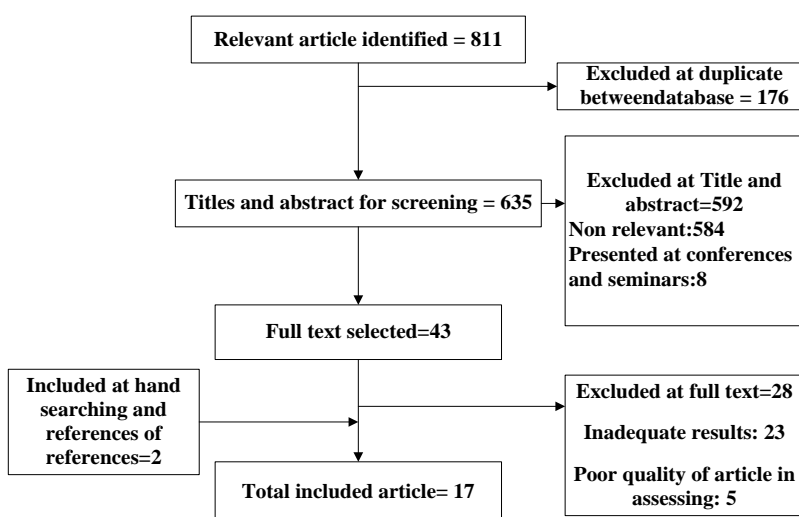 Relevant article identified = 811
Excluded at duplicate
betweendatabase = 176
Titles and abstract for screening = 635
Excluded at Title and
abstract=592
Non relevant:584
Presented at conferences
and seminars:8
Full text selected=43
Included at hand
searching and
references of
references=2
Excluded at full text=28
Inadequate results: 23
Poor quality of article in
assessing: 5
Total included article= 17